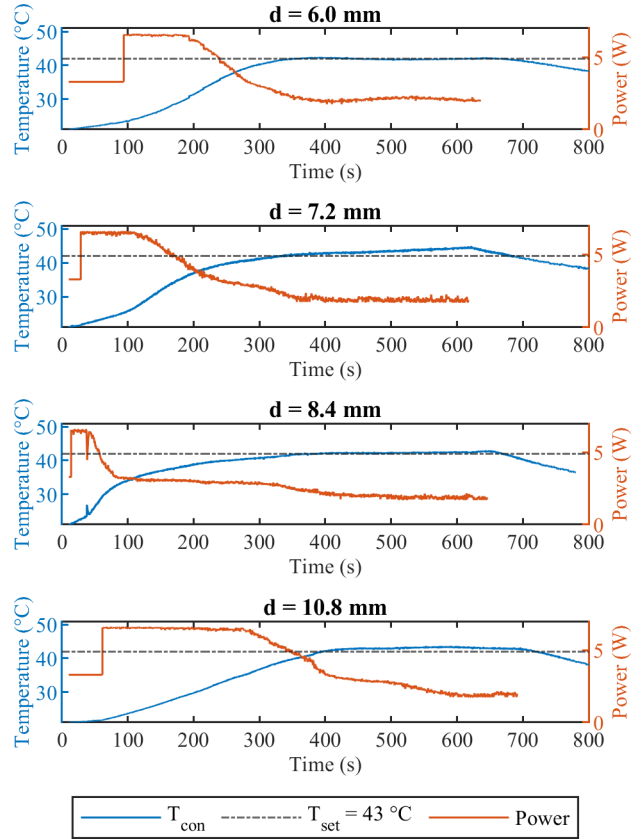 d = 6.0 mm
Temperature (°C)
50
40
30
5
0
Power (W)
0 100 200 300 400 500 600 700 800
Time (s)
d = 7.2 mm
Temperature (°C)
50
40
30
5
0
Power (W)
0 100 200 300 400 500 600 700 800
Time (s)
d = 8.4 mm
Temperature (°C)
50
40
30
5
0
Power (W)
0 100 200 300 400 500 600 700 800
Time (s)
d = 10.8 mm
Temperature (°C)
50
40
30
5
0
Power (W)
0 100 200 300 400 500 600 700 800
Time (s)
T_con T_set = 43 °C Power